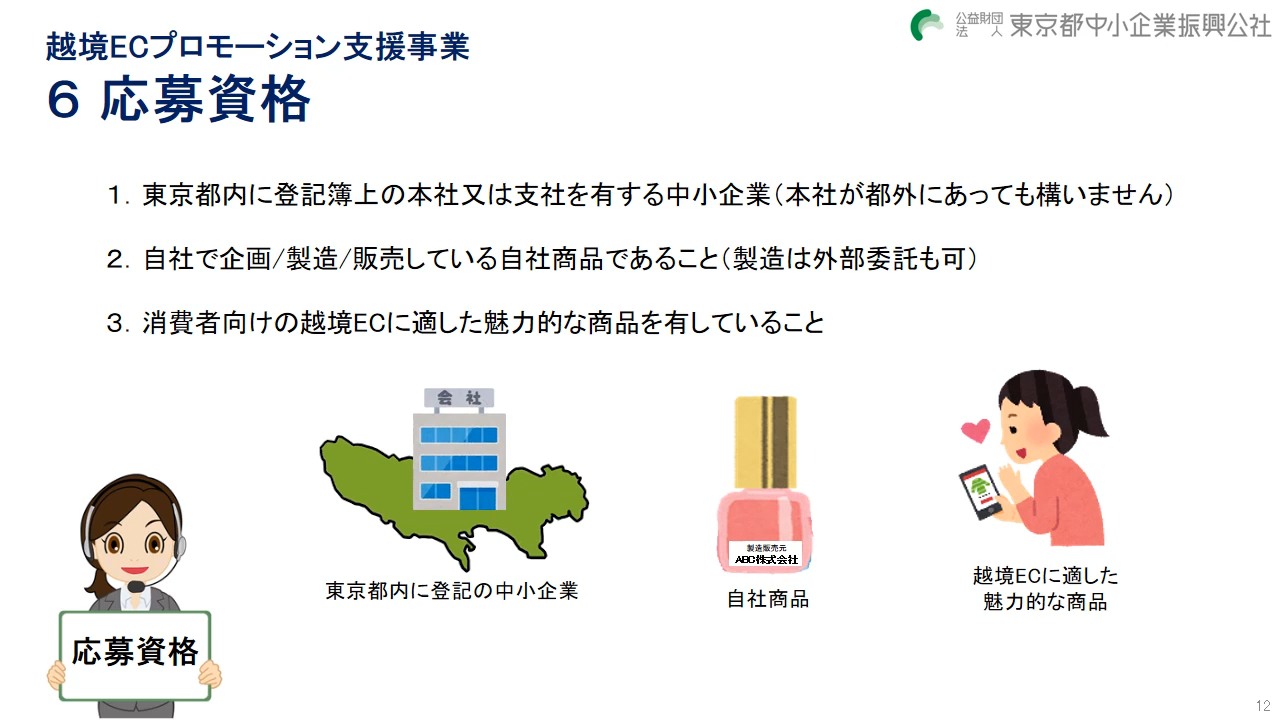 越境ECプロモーション支援事業
公益財団法人 東京都中小企業振興公社
6 応募資格
1. 東京都内に登記簿上の本社又は支社を有する中小企業(本社が都外にあっても構いません)
2. 自社で企画/製造/販売している自社商品であること(製造は外部委託も可)
3. 消費者向けの越境ECに適した魅力的な商品を有していること
会 社
製造販売元
ABC株式会社
東京都内に登記の中小企業
自社商品
越境ECに適した
魅力的な商品
応募資格
12